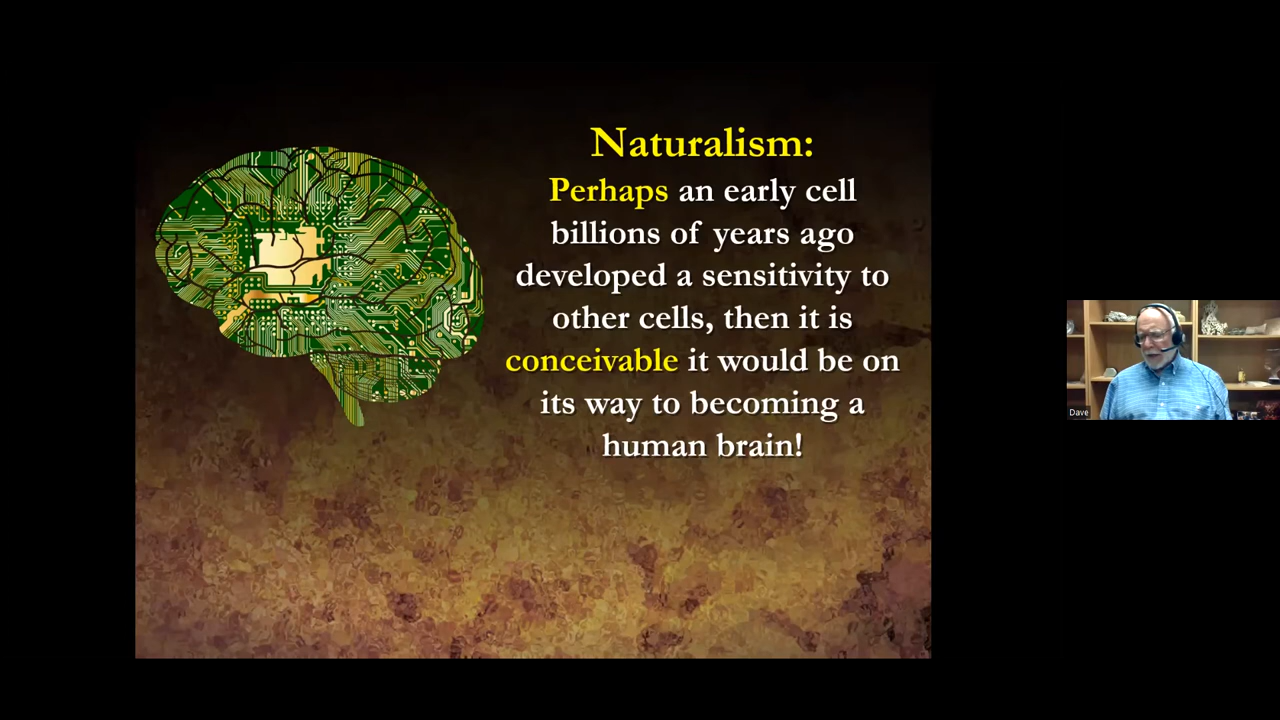 Naturalism:
Perhaps an early cell
billions of years ago
developed a sensitivity to
other cells, then it is
conceivable it would be on
its way to becoming a
human brain!
Dave